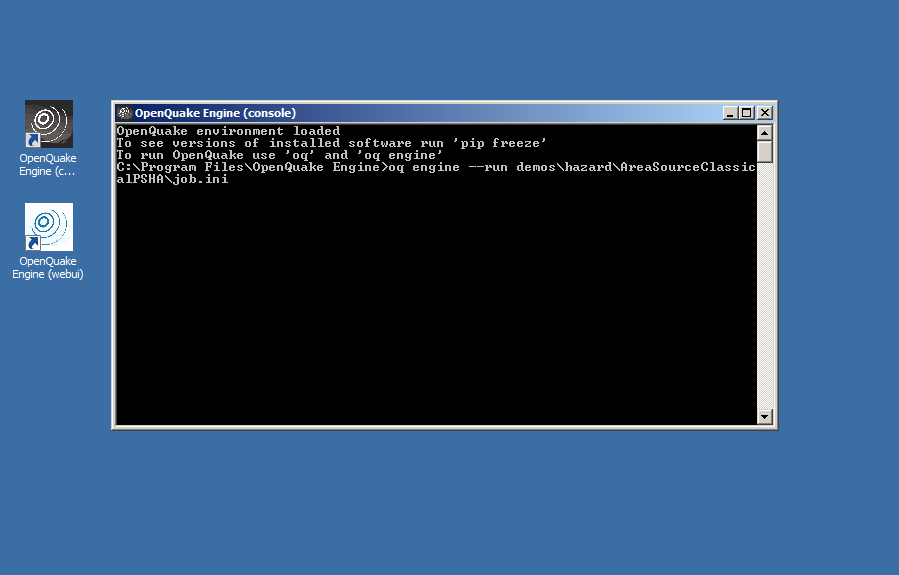 OpenQuake Engine (c...
OpenQuake Engine (webui)
OpenQuake Engine (console)
OpenQuake environment loaded
To see versions of installed software run 'pip freeze'
To run OpenQuake use 'oq' and 'oq engine'
C:\Program Files\OpenQuake Engine>oq engine --run demos\hazard\AreaSourceClassic
alPSHA\job.ini